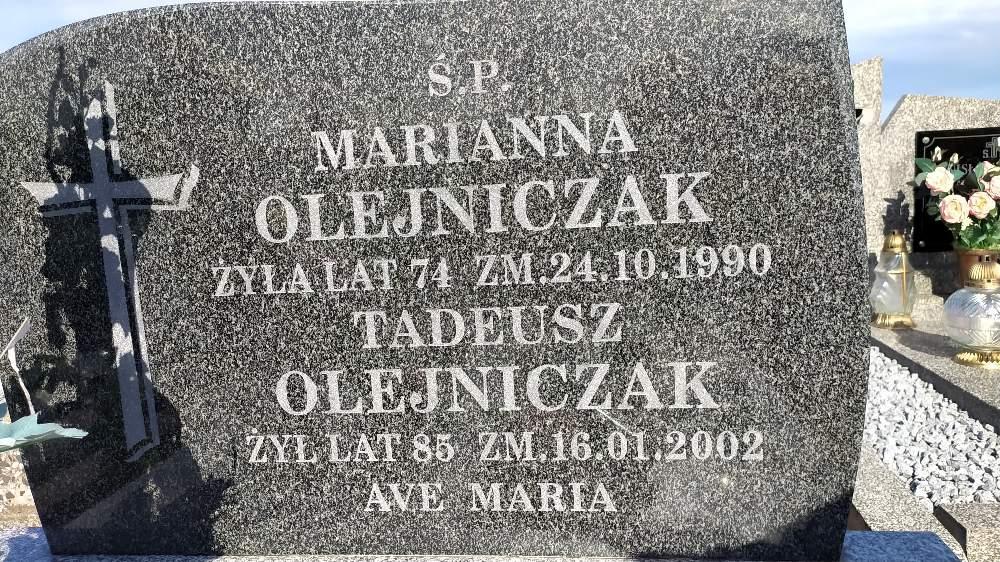 Ś.P.
MARIANNA
OLEJNICZAK
ŻYŁA LAT 74 ZM.24.10.1990
TADEUSZ
OLEJNICZAK
ŻYŁ LAT 85 ZM.16.01.2002
AVE MARIA